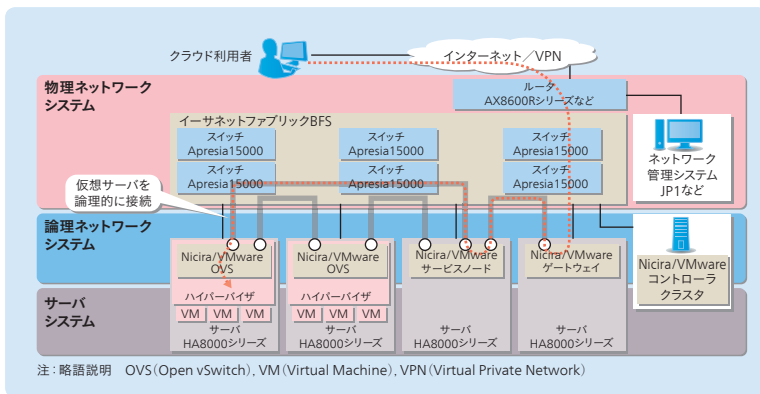 クラウド利用者
インターネット／VPN
物理ネットワーク
システム
ルータ
AX8600Rシリーズなど
イーサネットファブリックBFS
スイッチ
Apresia15000
スイッチ
Apresia15000
スイッチ
Apresia15000
スイッチ
Apresia15000
スイッチ
Apresia15000
スイッチ
Apresia15000
ネットワーク
管理システム
JP1など
仮想サーバを
論理的に接続
論理ネットワーク
システム
Nicira/VMware
OVS
Nicira/VMware
OVS
Nicira/VMware
サービスノード
Nicira/VMware
ゲートウェイ
Nicira/VMware
コントローラ
クラスタ
サーバ
システム
ハイパーバイザ
VM VM VM
サーバ
HA8000シリーズ
ハイパーバイザ
VM VM VM
サーバ
HA8000シリーズ
サーバ
HA8000シリーズ
サーバ
HA8000シリーズ
注：略語説明　OVS（Open vSwitch），VM（Virtual Machine），VPN（Virtual Private Network）